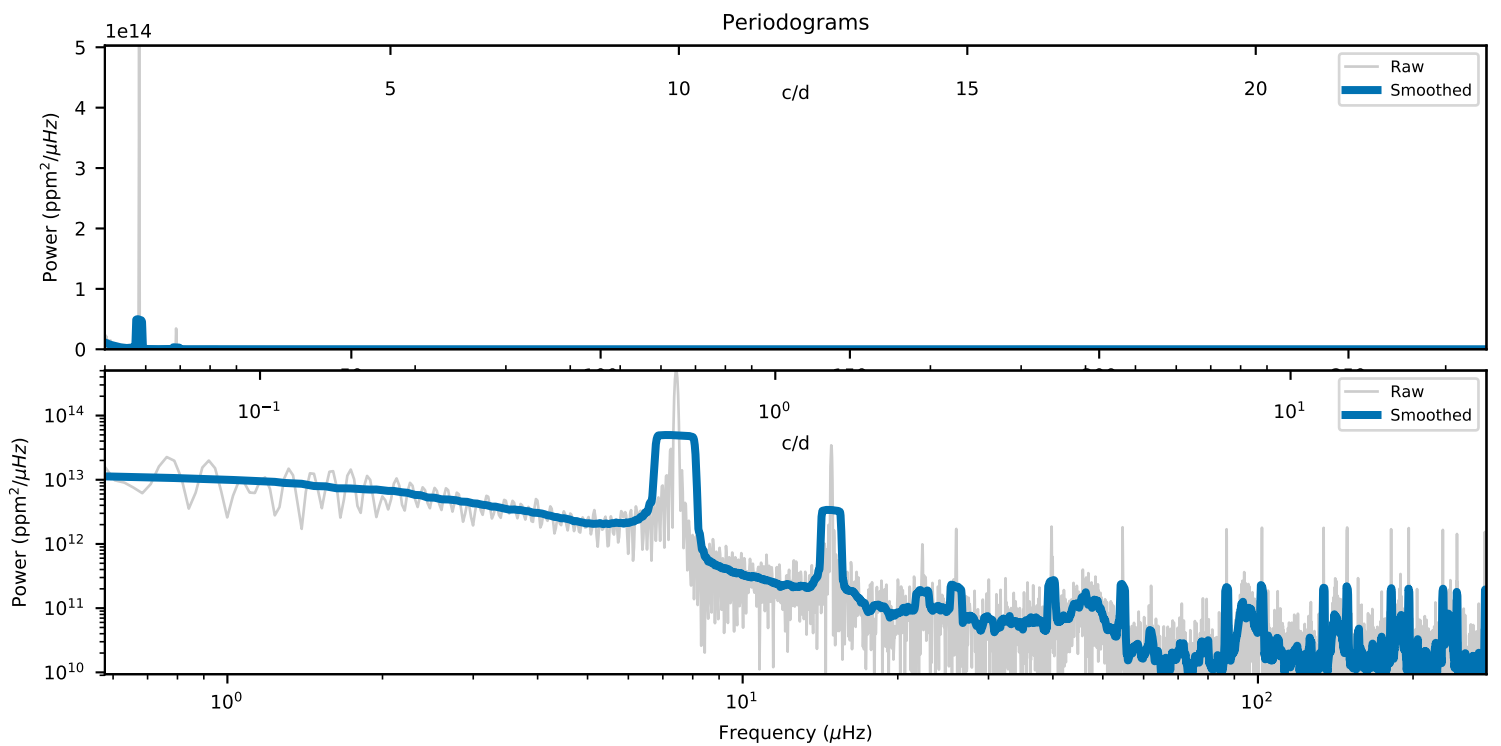 Periodograms
1e14
Power (ppm²/μHz)
5
4
3
2
1
0
5
10
15
20
c/d
Raw
Smoothed
Power (ppm²/μHz)
10¹⁴
10¹³
10¹²
10¹¹
10¹⁰
10⁻¹
10⁰
10¹
c/d
Raw
Smoothed
10⁰
10¹
10²
Frequency (μHz)